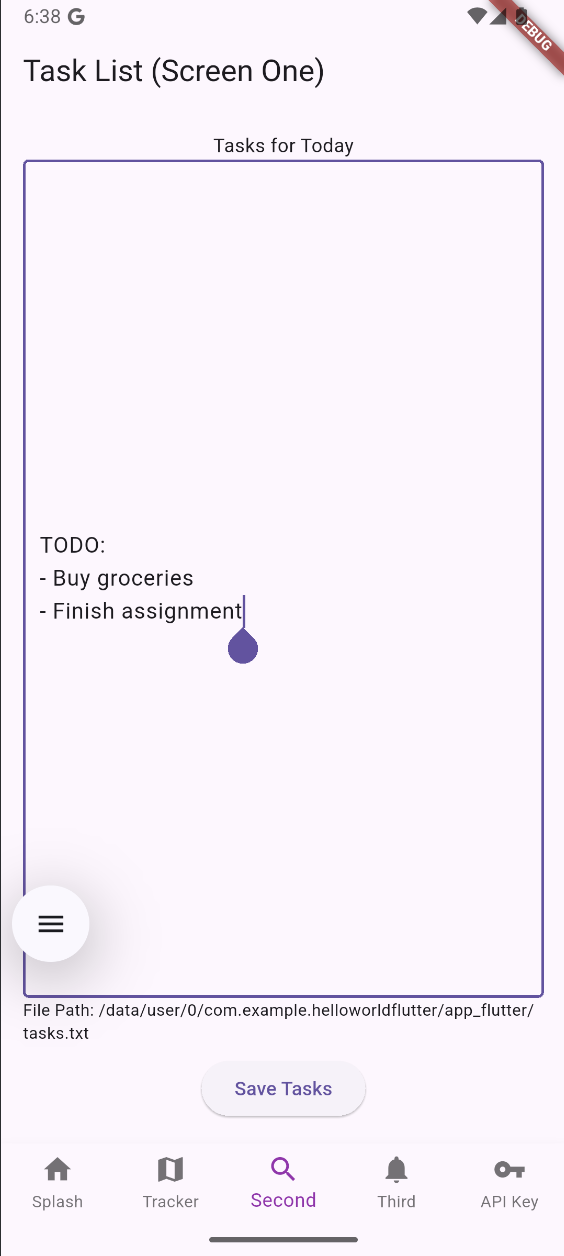 6:38 G
DEBUG
Task List (Screen One)
Tasks for Today
TODO:
- Buy groceries
- Finish assignment
File Path: /data/user/0/com.example.helloworldflutter/app_flutter/
tasks.txt
Save Tasks
Splash Tracker Second Third API Key